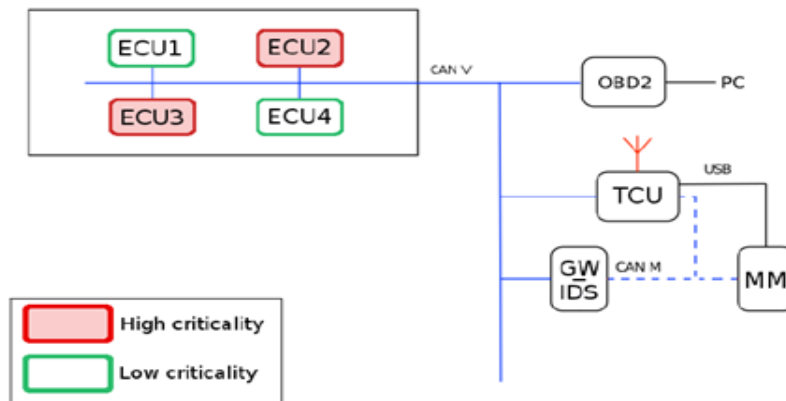 ECU1
ECU2
CAN V
OBD2
PC
ECU3
ECU4
USB
TCU
GW
IDS
CAN M
MM
High criticality
Low criticality